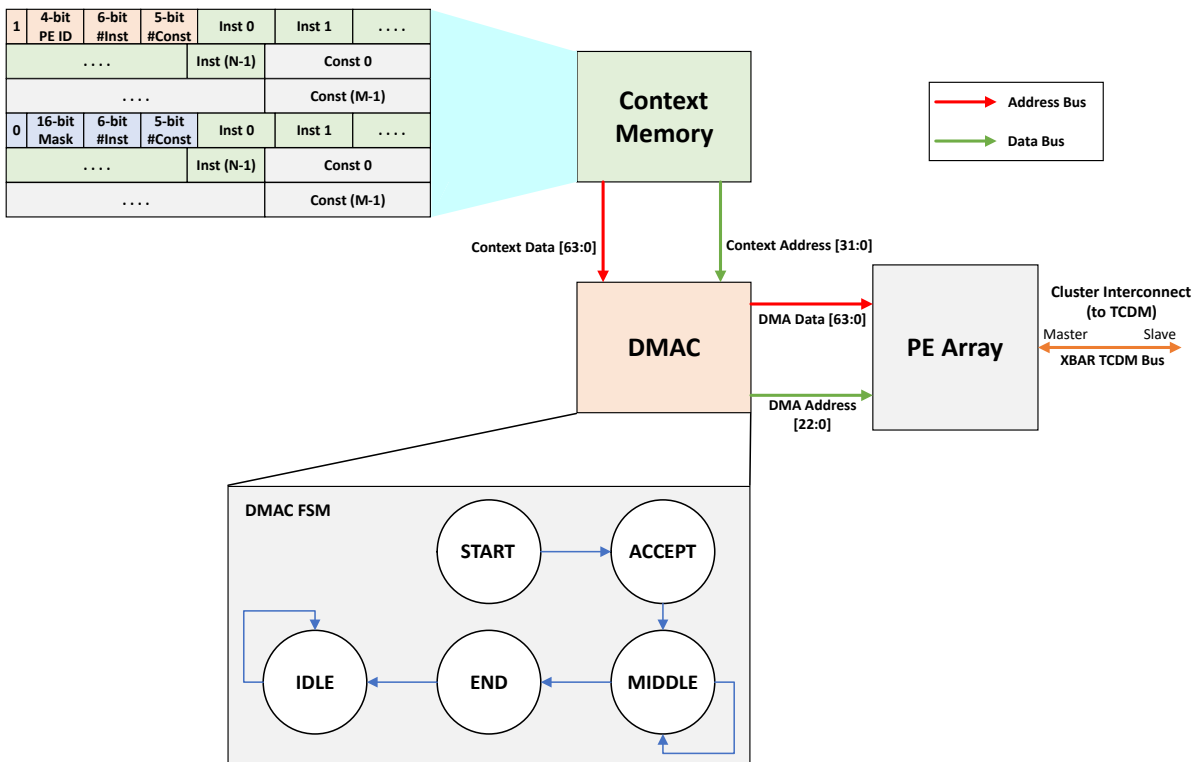 1 4-bit PE ID 6-bit #Inst 5-bit #Const Inst 0 Inst 1 . . . .
. . . . Inst (N-1) Const 0
. . . . Const (M-1)
0 16-bit Mask 6-bit #Inst 5-bit #Const Inst 0 Inst 1 . . . .
. . . . Inst (N-1) Const 0
. . . . Const (M-1)
Context
Memory
Address Bus
Data Bus
Context Data [63:0]
Context Address [31:0]
DMAC
DMA Data [63:0]
DMA Address
[22:0]
PE Array
Cluster Interconnect
(to TCDM)
Master Slave
XBAR TCDM Bus
DMAC FSM
START
ACCEPT
IDLE
END
MIDDLE